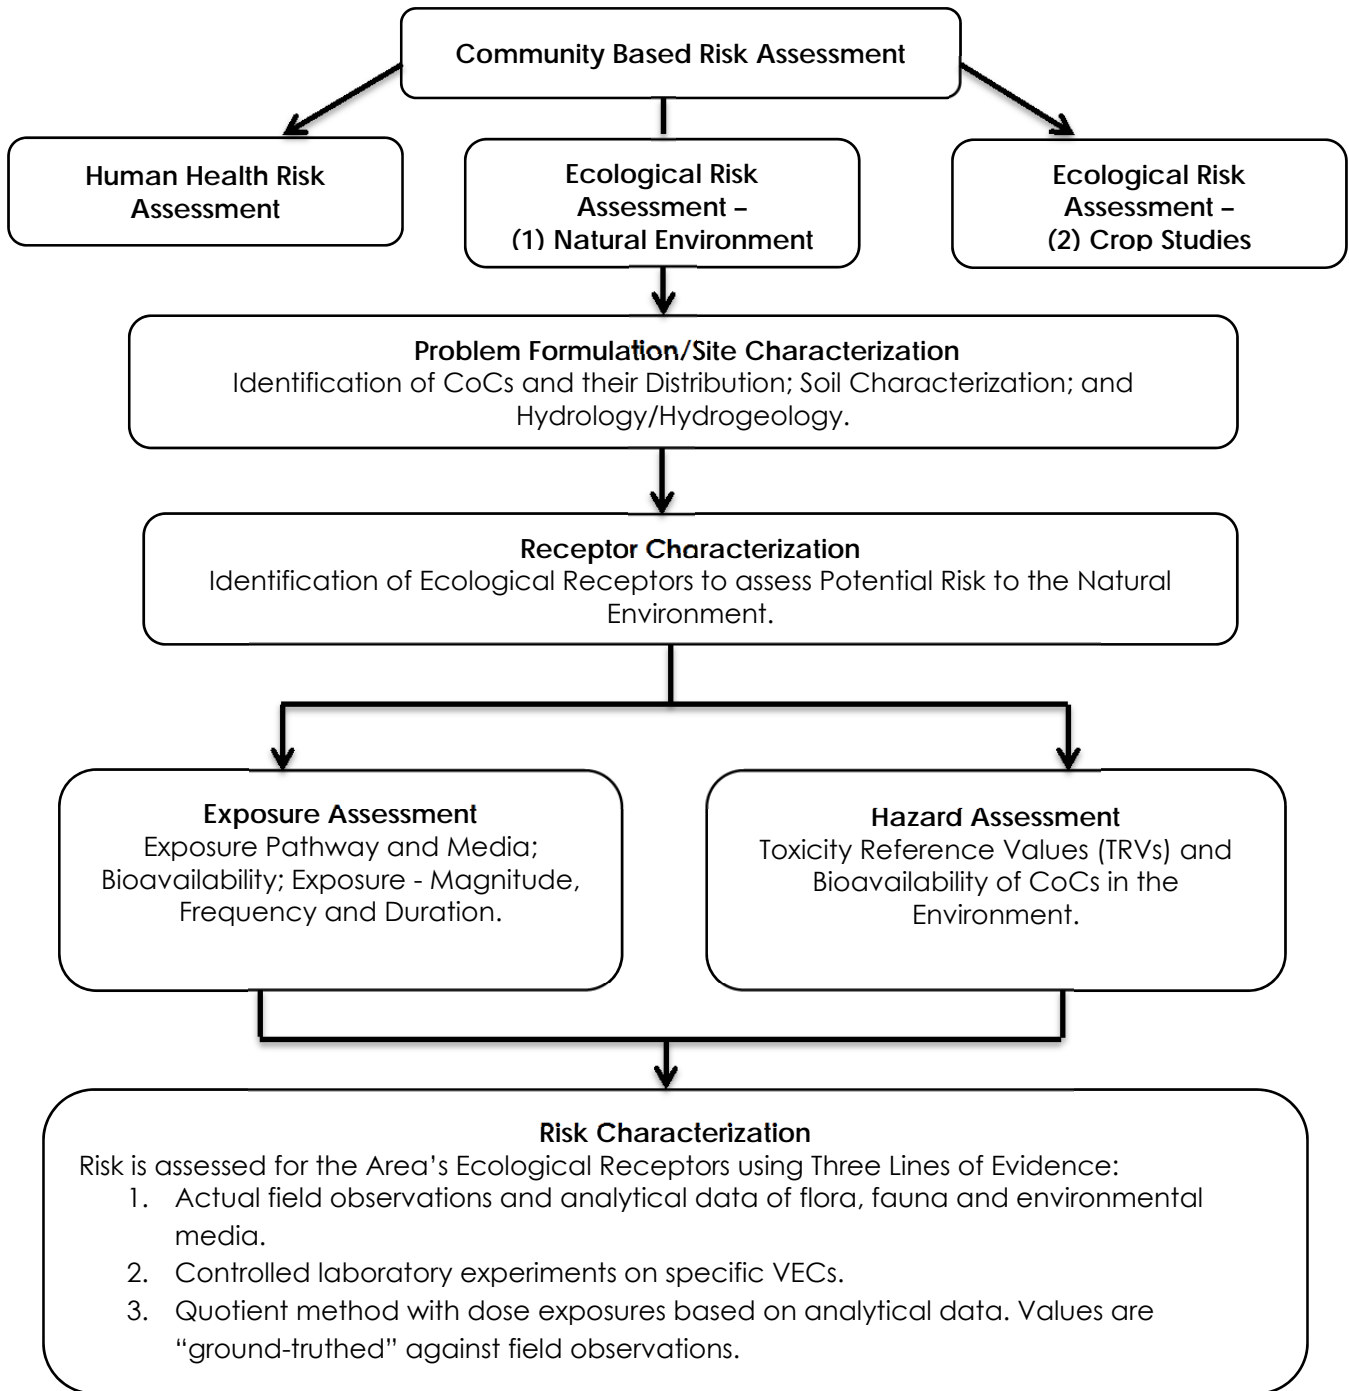 Community Based Risk Assessment
Human Health Risk
Assessment
Ecological Risk
Assessment –
(1) Natural Environment
Ecological Risk
Assessment –
(2) Crop Studies
Problem Formulation/Site Characterization
Identification of CoCs and their Distribution; Soil Characterization; and
Hydrology/Hydrogeology.
Receptor Characterization
Identification of Ecological Receptors to assess Potential Risk to the Natural
Environment.
Exposure Assessment
Exposure Pathway and Media;
Bioavailability; Exposure - Magnitude,
Frequency and Duration.
Hazard Assessment
Toxicity Reference Values (TRVs) and
Bioavailability of CoCs in the
Environment.
Risk Characterization
Risk is assessed for the Area’s Ecological Receptors using Three Lines of Evidence:
1. Actual field observations and analytical data of flora, fauna and environmental
media.
2. Controlled laboratory experiments on specific VECs.
3. Quotient method with dose exposures based on analytical data. Values are
“ground-truthed” against field observations.